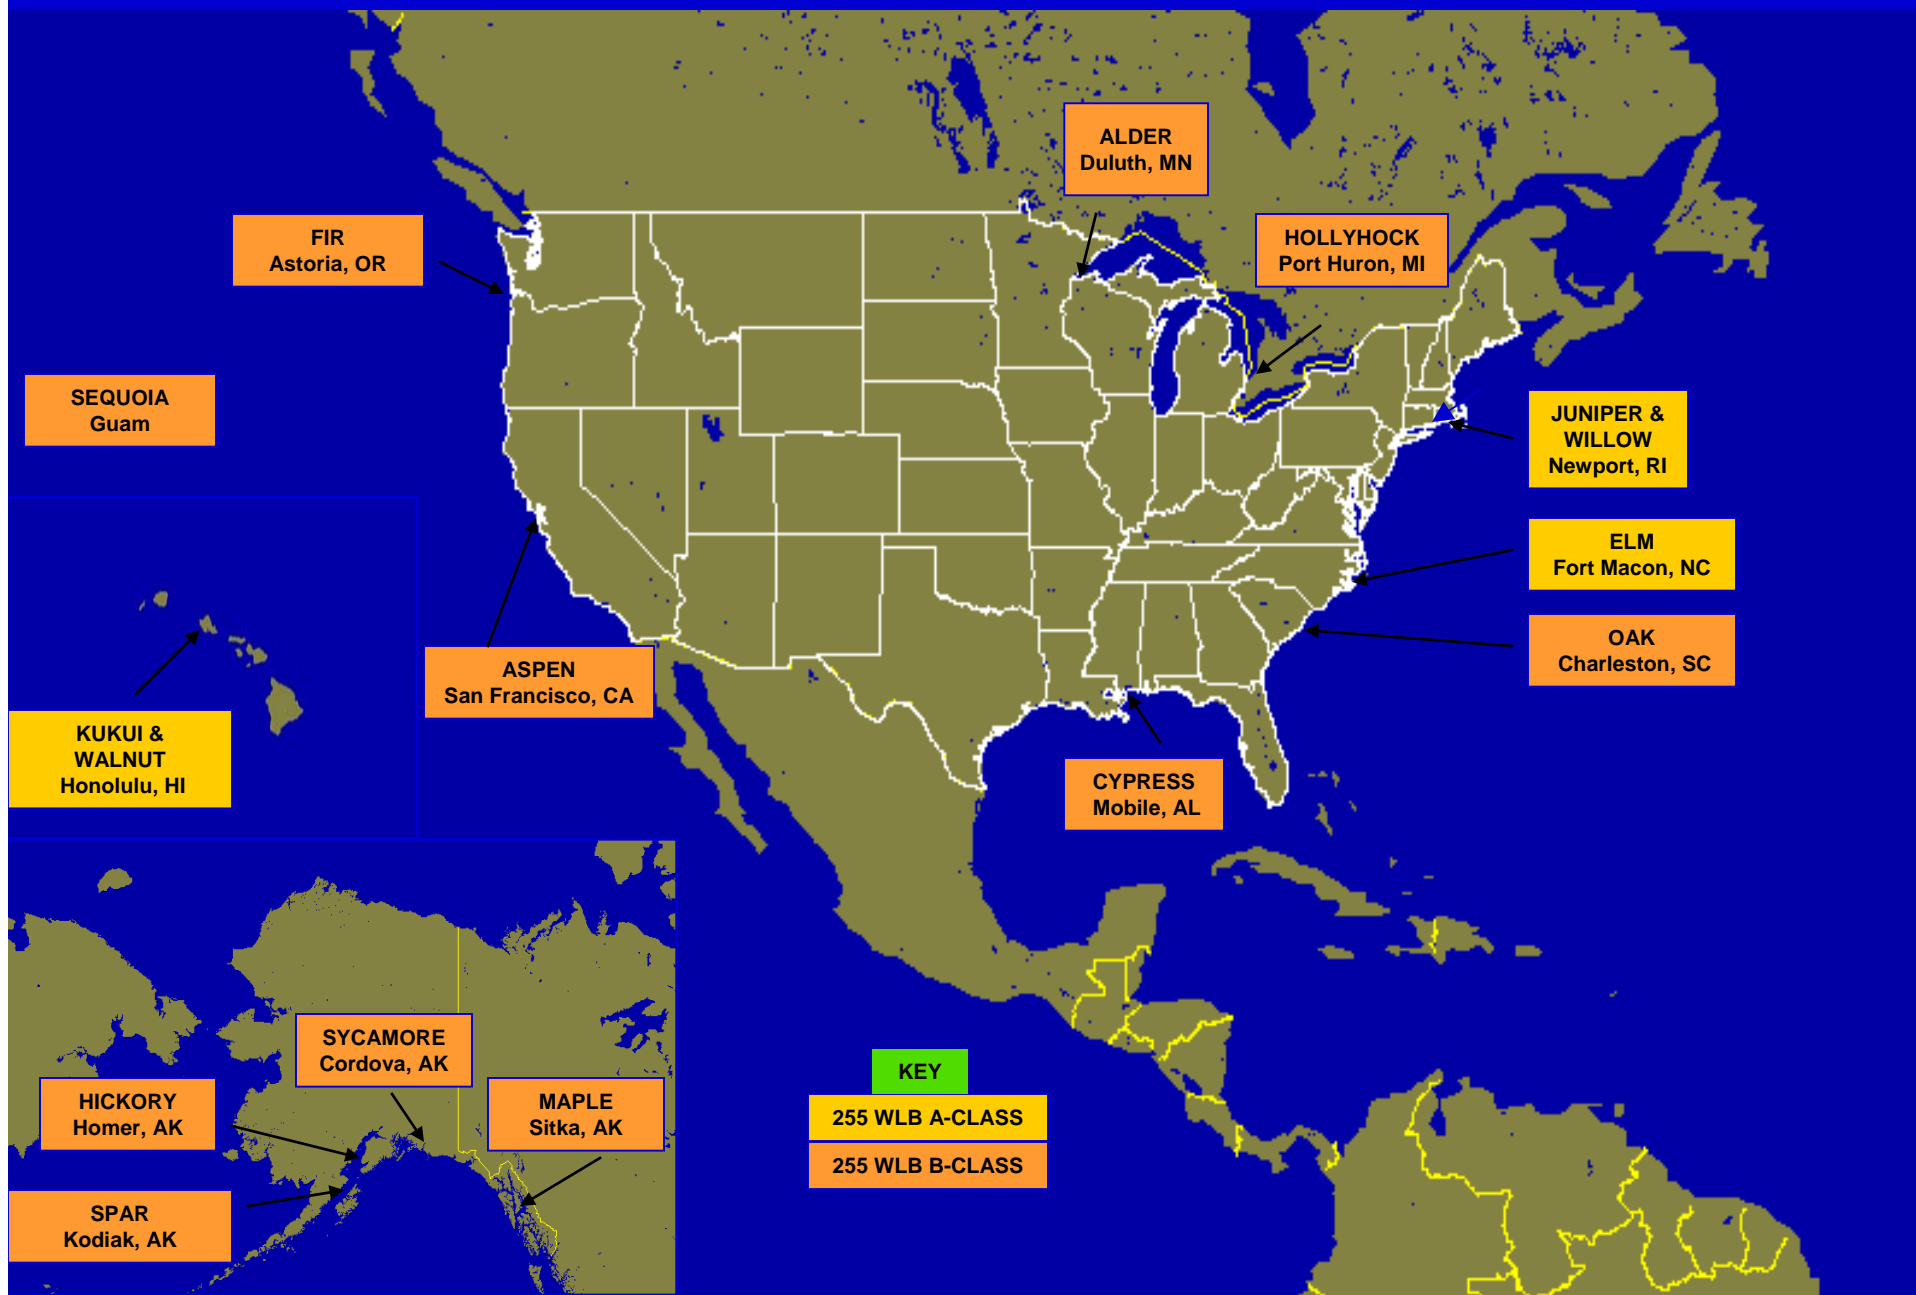 ALDER
Duluth, MN
FIR
Astoria, OR
HOLLYHOCK
Port Huron, MI
SEQUOIA
Guam
JUNIPER &
WILLOW
Newport, RI
ELM
Fort Macon, NC
OAK
Charleston, SC
ASPEN
San Francisco, CA
KUKUI &
WALNUT
Honolulu, HI
CYPRESS
Mobile, AL
SYCAMORE
Cordova, AK
HICKORY
Homer, AK
MAPLE
Sitka, AK
SPAR
Kodiak, AK
KEY
255 WLB A-CLASS
255 WLB B-CLASS